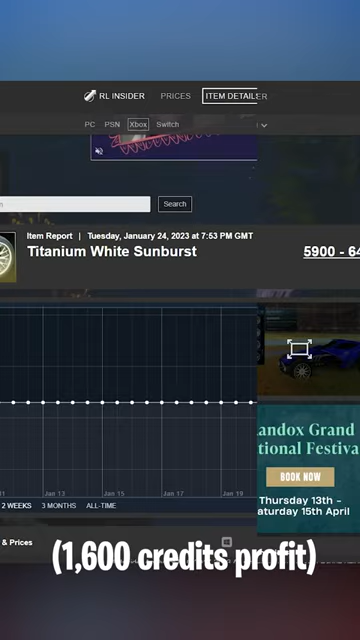 RL INSIDER PRICES ITEM DETAILER
PC PSN Xbox Switch
Search
Item Report | Tuesday, January 24, 2023 at 7:53 PM GMT
Titanium White Sunburst
5900 - 64
andox Grand
tional Festiva
BOOK NOW
Thursday 13th -
aturday 15th April
Jan 13 Jan 15 Jan 17 Jan 19
2 WEEKS 3 MONTHS ALL-TIME
& Prices
(1,600 credits profit)